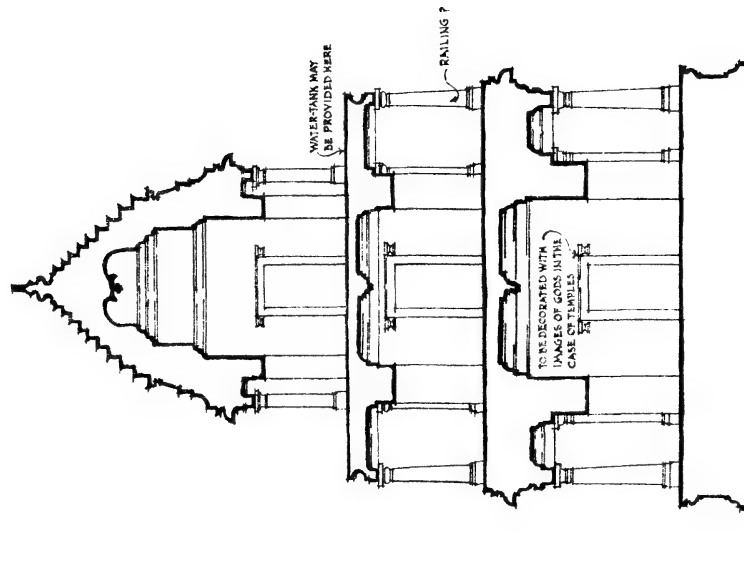 WATER-TANK MAY
BE PROVIDED HERE
RAILING ?
TO BE DECORATED WITH
IMAGES OF GODS IN THE
CASE OF TEMPLES